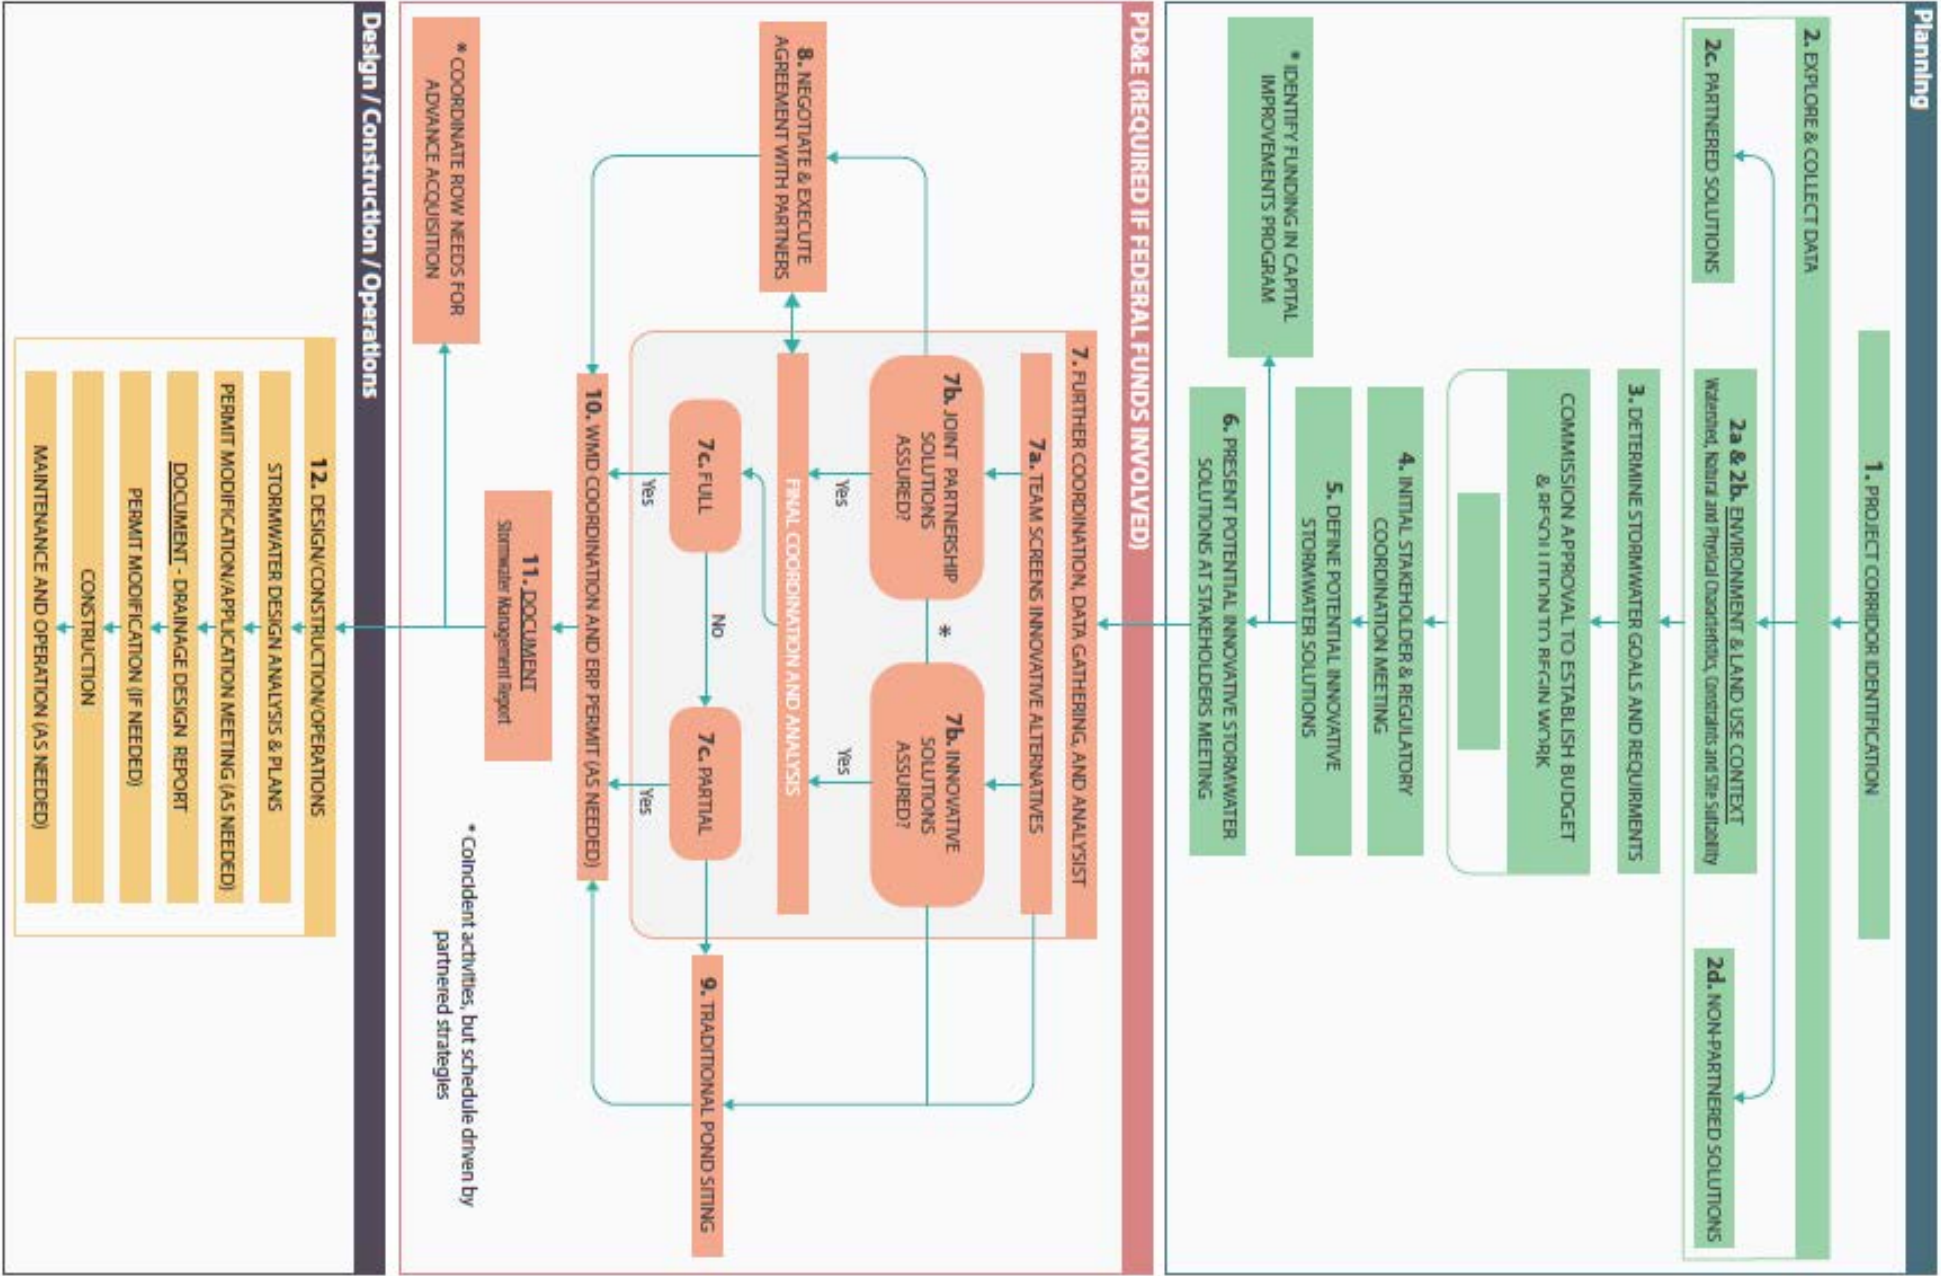 Planning
1. PROJECT CORRIDOR IDENTIFICATION
2. EXPLORE & COLLECT DATA
2c. PARTNERED SOLUTIONS
2a & 2b. ENVIRONMENT & LAND USE CONTEXT
Watershed, Natural and Physical Characteristics, Constraints and Site Suitability
2d. NON-PARTNERED SOLUTIONS
3. DETERMINE STORMWATER GOALS AND REQUIRMENTS
COMMISSION APPROVAL TO ESTABLISH BUDGET
& RESOLUTION TO BEGIN WORK
4. INITIAL STAKEHOLDER & REGULATORY
COORDINATION MEETING
5. DEFINE POTENTIAL INNOVATIVE
STORMWATER SOLUTIONS
* IDENTIFY FUNDING IN CAPITAL
IMPROVEMENTS PROGRAM
6. PRESENT POTENTIAL INNOVATIVE STORMWATER
SOLUTIONS AT STAKEHOLDERS MEETING
PD&E (REQUIRED IF FEDERAL FUNDS INVOLVED)
7. FURTHER COORDINATION, DATA GATHERING, AND ANALYSIST
7a. TEAM SCREENS INNOVATIVE ALTERNATIVES
7b. JOINT PARTNERSHIP
SOLUTIONS
ASSURED?
*
7b. INNOVATIVE
SOLUTIONS
ASSURED?
Yes
Yes
8. NEGOTIATE & EXECUTE
AGREEMENT WITH PARTNERS
FINAL COORDINATION AND ANALYSIS
7c. FULL
No
7c. PARTIAL
9. TRADITIONAL POND SITING
Yes
Yes
10. WMD COORDINATION AND ERP PERMIT (AS NEEDED)
11. DOCUMENT
Stormwater Management Report
* COORDINATE ROW NEEDS FOR
ADVANCE ACQUISITION
* Coincident activities, but schedule driven by
partnered strategies
Design / Construction / Operations
12. DESIGN/CONSTRUCTION/OPERATIONS
STORMWATER DESIGN ANALYSIS & PLANS
PERMIT MODIFICATION/APPLICATION MEETING (AS NEEDED)
DOCUMENT - DRAINAGE DESIGN REPORT
PERMIT MODIFICATION (IF NEEDED)
CONSTRUCTION
MAINTENANCE AND OPERATION (AS NEEDED)